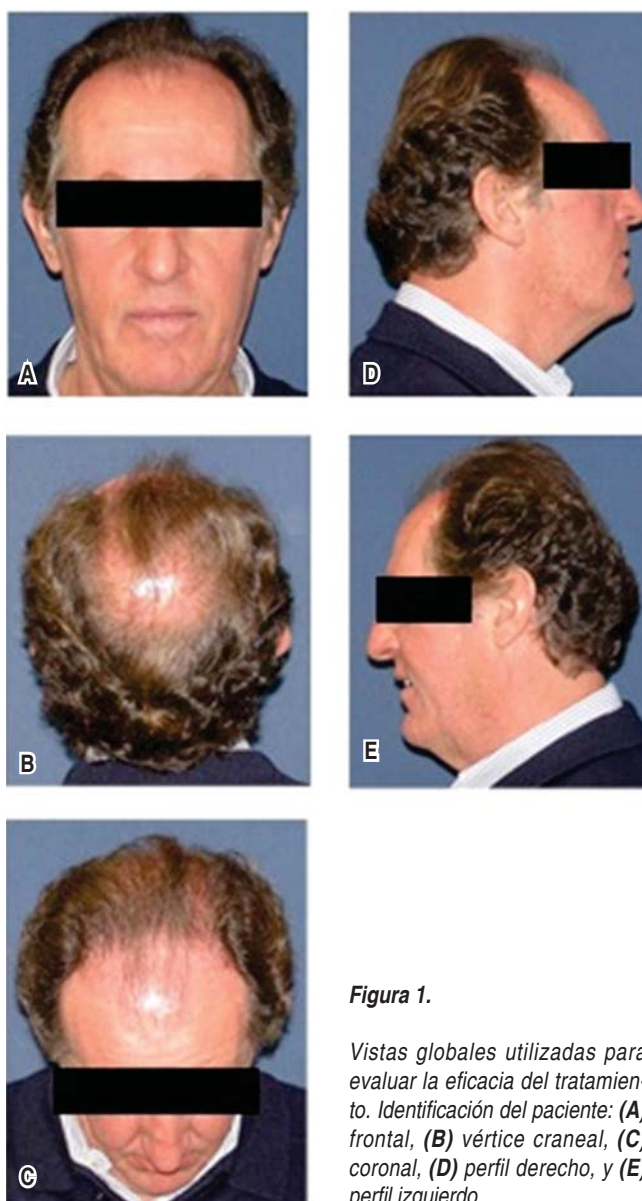 A
D
B
E
C
Figura 1.
Vistas globales utilizadas para
evaluar la eficacia del tratamien-
to. Identificación del paciente: (A)
frontal, (B) vértice craneal, (C)
coronal, (D) perfil derecho, y (E)
perfil izquierdo.